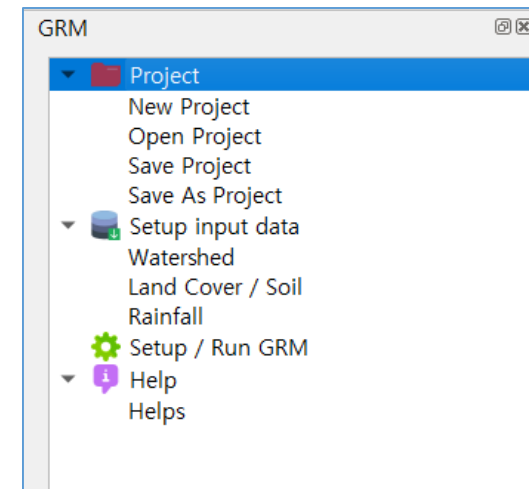 GRM
Project
New Project
Open Project
Save Project
Save As Project
Setup input data
Watershed
Land Cover / Soil
Rainfall
Setup / Run GRM
Help
Helps